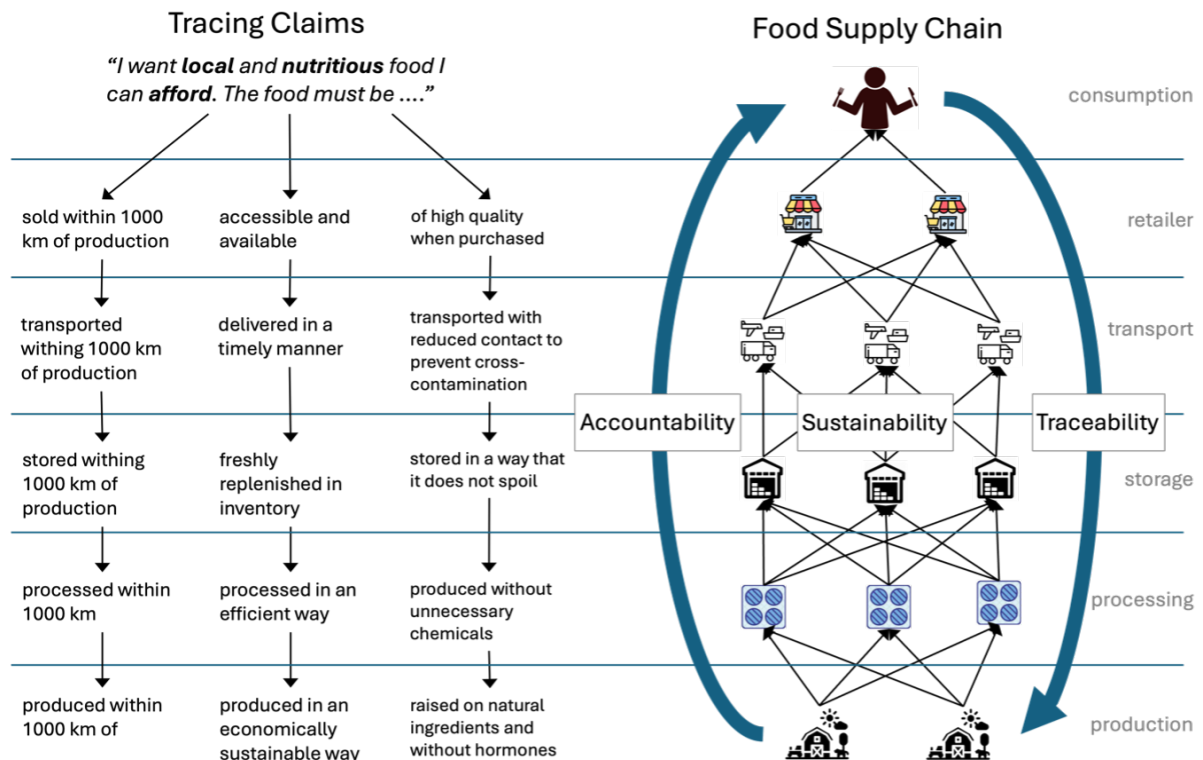 Tracing Claims
“I want local and nutritious food I
can afford. The food must be ....”
sold within 1000
km of production
accessible and
available
of high quality
when purchased
transported
withing 1000 km
of production
delivered in a
timely manner
transported with
reduced contact to
prevent cross-
contamination
stored withing
1000 km of
production
freshly
replenished in
inventory
stored in a way that
it does not spoil
processed within
1000 km
processed in an
efficient way
produced without
unnecessary
chemicals
produced within
1000 km of
produced in an
economically
sustainable way
raised on natural
ingredients and
without hormones
Food Supply Chain
consumption
retailer
transport
Accountability
Sustainability
Traceability
storage
processing
production